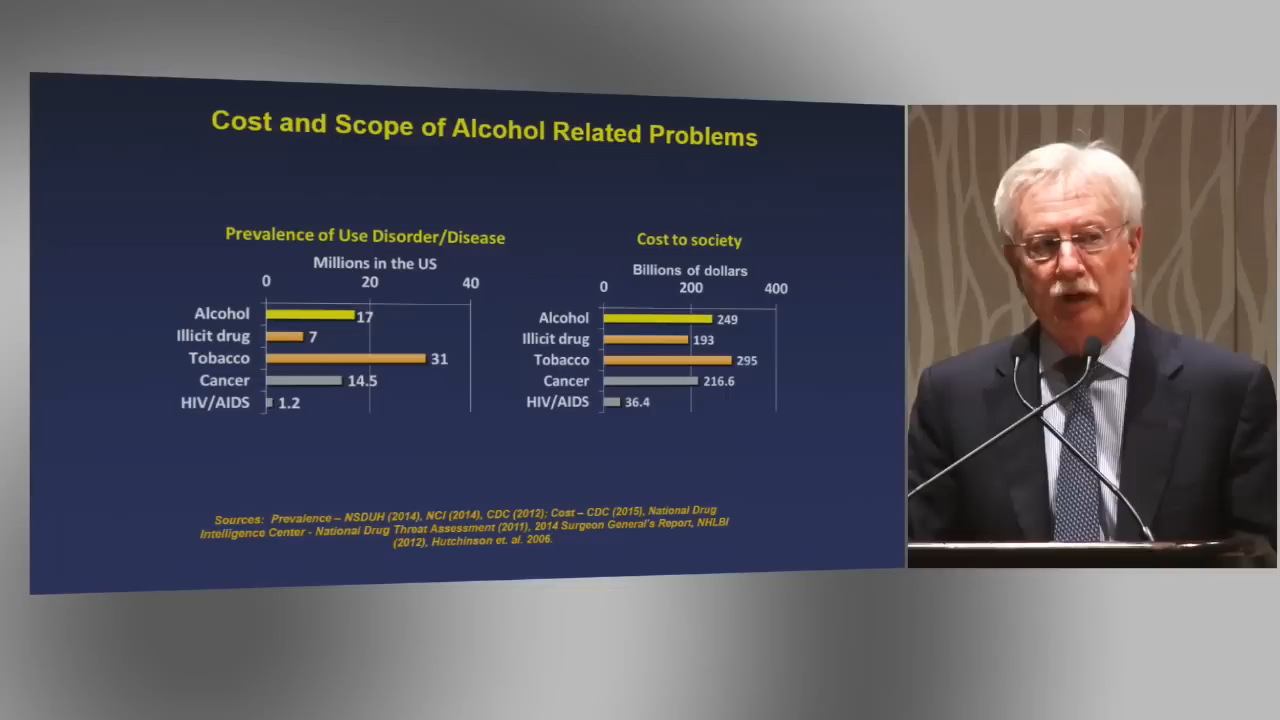 Cost and Scope of Alcohol Related Problems
Prevalence of Use Disorder/Disease
Millions in the US
0 20 40
Alcohol 17
Illicit drug 7
Tobacco 31
Cancer 14.5
HIV/AIDS 1.2
Cost to society
Billions of dollars
0 200 400
Alcohol 249
Illicit drug 193
Tobacco 295
Cancer 216.6
HIV/AIDS 36.4
Sources: Prevalence – NSDUH (2014), NCI (2014), CDC (2012); Cost – CDC (2015), National Drug
Intelligence Center - National Drug Threat Assessment (2011), 2014 Surgeon General's Report, NHLBI
(2012), Hutchinson et. al. 2006.